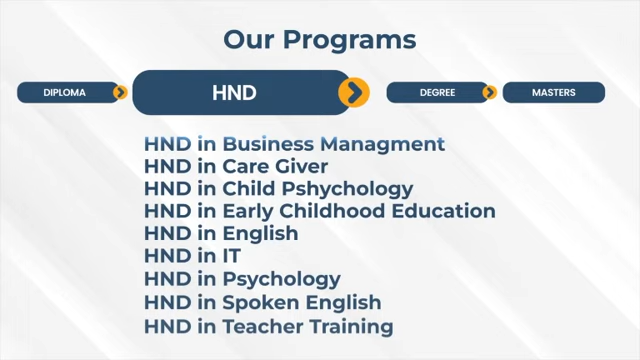 Our Programs
DIPLOMA
HND
DEGREE
MASTERS
HND in Business Managment
HND in Care Giver
HND in Child Pshychology
HND in Early Childhood Education
HND in English
HND in IT
HND in Psychology
HND in Spoken English
HND in Teacher Training